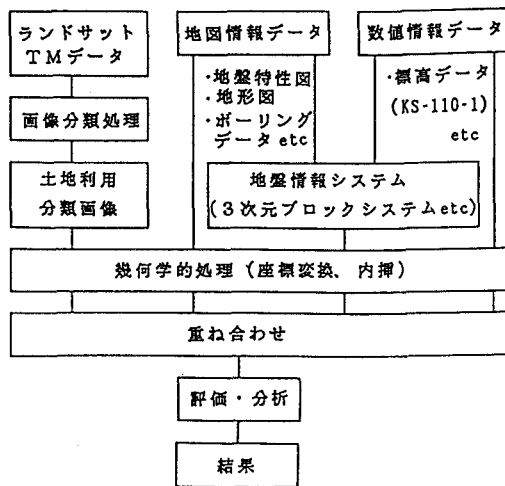 ランドサット
TMデータ
地図情報データ
数値情報データ
・地盤特性図
・地形図
・ボーリング
データetc
・標高データ
(KS-110-1)
etc
画像分類処理
土地利用
分類画像
地盤情報システム
(3次元ブロックシステムetc)
幾何学的処理(座標変換、内挿)
重ね合わせ
評価・分析
結果